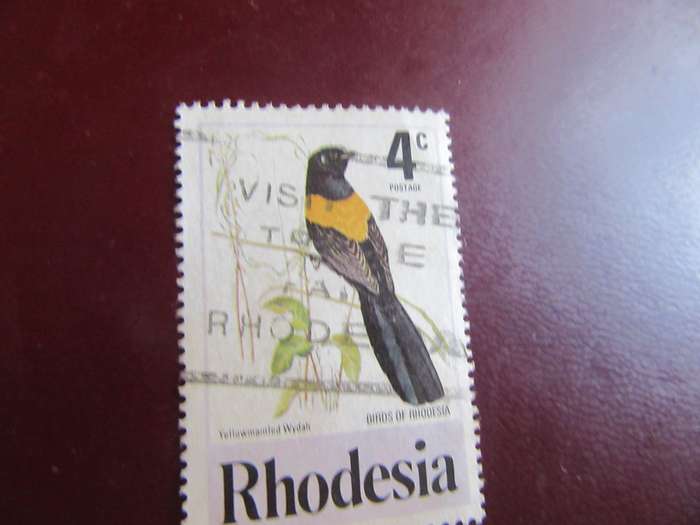 4c
POSTAGE
VISIT THE
RHODE
BIRDS OF RHODESIA
Yellowmantled Wydah
Rhodesia